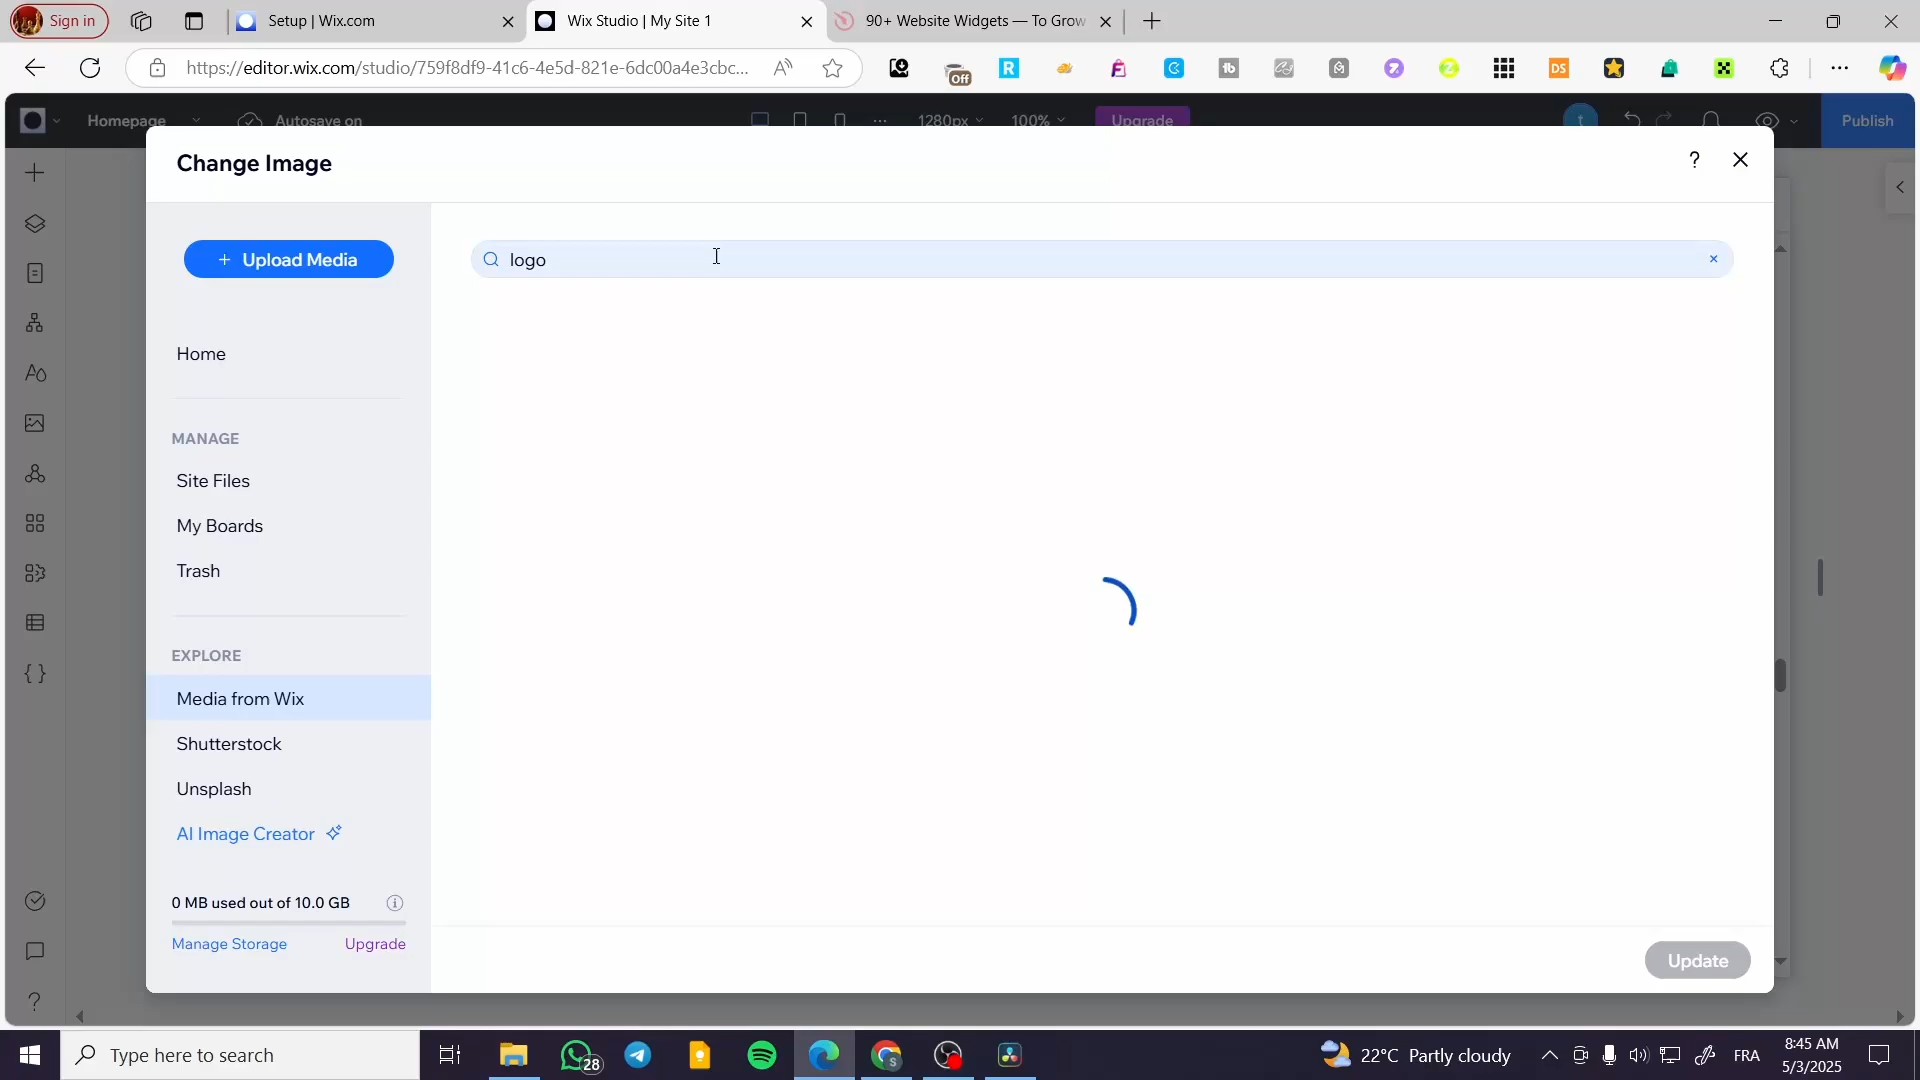 Sign in
Setup | Wix.com
Wix Studio | My Site 1
90+ Website Widgets — To Grow
https://editor.wix.com/studio/759f8df9-41c6-4e5d-821e-6dc00a4e3cbc...
Off
R
tb
DS
Homepage
Autosave on
1280px
100%
Upgrade
t
Publish
Change Image
?
+ Upload Media
logo
Home
MANAGE
Site Files
My Boards
Trash
EXPLORE
Media from Wix
Shutterstock
Unsplash
AI Image Creator
0 MB used out of 10.0 GB
Manage Storage
Upgrade
Update
?
Type here to search
28
22°C Partly cloudy
FRA
8:45 AM
5/3/2025